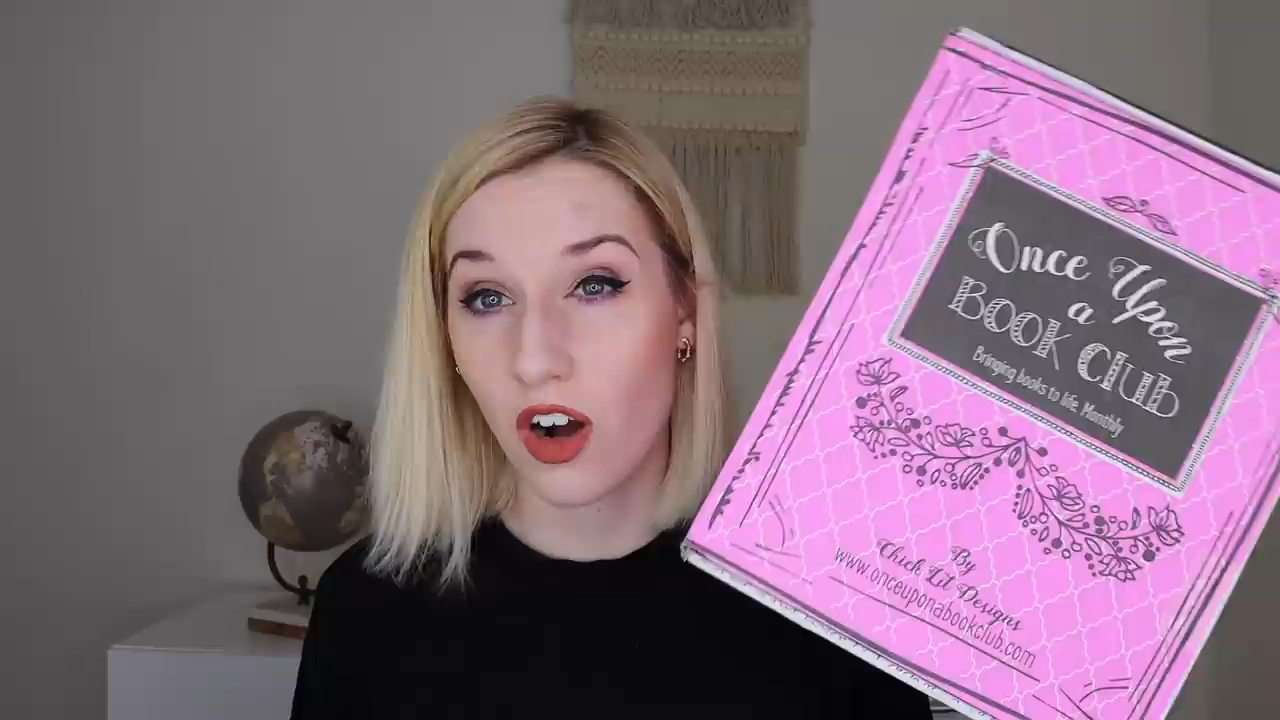 Once Upon
a
BOOK Club
Bringing books to life. Monthly
By
Chick Lit Designs
www.onceuponabookclub.com